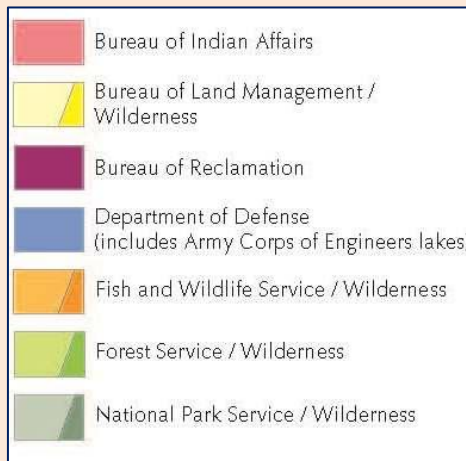 Bureau of Indian Affairs
Bureau of Land Management /
Wilderness
Bureau of Reclamation
Department of Defense
(includes Army Corps of Engineers lakes)
Fish and Wildlife Service / Wilderness
Forest Service / Wilderness
National Park Service / Wilderness